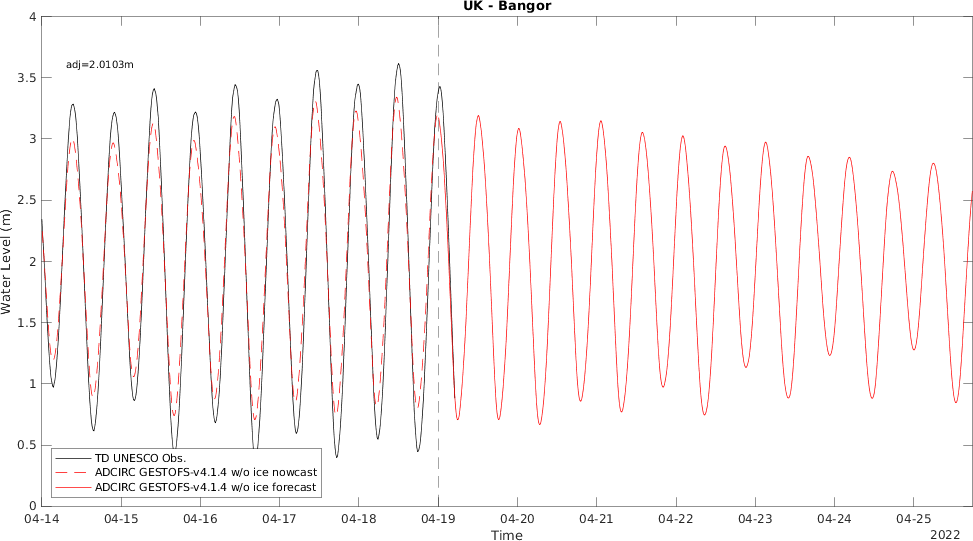 UK - Bangor
adj=2.0103m
4
3.5
3
2.5
2
1.5
1
0.5
0
Water Level (m)
TD UNESCO Obs.
ADCIRC GESTOFS-v4.1.4 w/o ice nowcast
ADCIRC GESTOFS-v4.1.4 w/o ice forecast
04-14 04-15 04-16 04-17 04-18 04-19 04-20 04-21 04-22 04-23 04-24 04-25
Time
2022